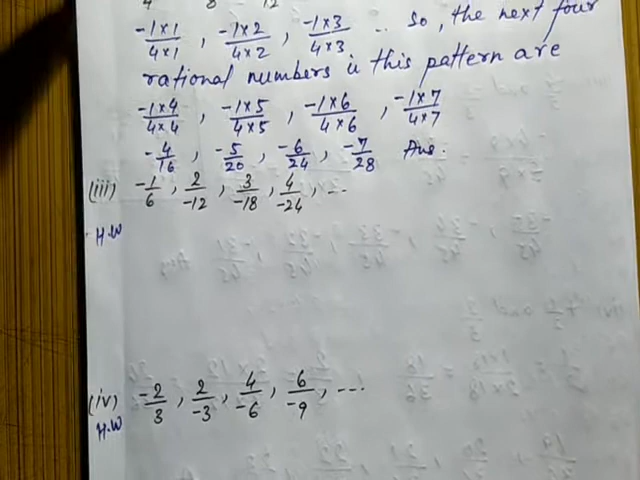 4 8 12
-1×1/4×1 , -1×2/4×2 , -1×3/4×3 .. So, the next four
rational numbers in this pattern are
-1×4/4×4 , -1×5/4×5 , -1×6/4×6 , -1×7/4×7
-4/16 , -5/20 , -6/24 , -7/28 Ans.
(iii) -1/6 , 2/-12 , 3/-18 , 4/-24 , ...
H.W
(iv) -2/3 , 2/-3 , 4/-6 , 6/-9 , ---
H.W